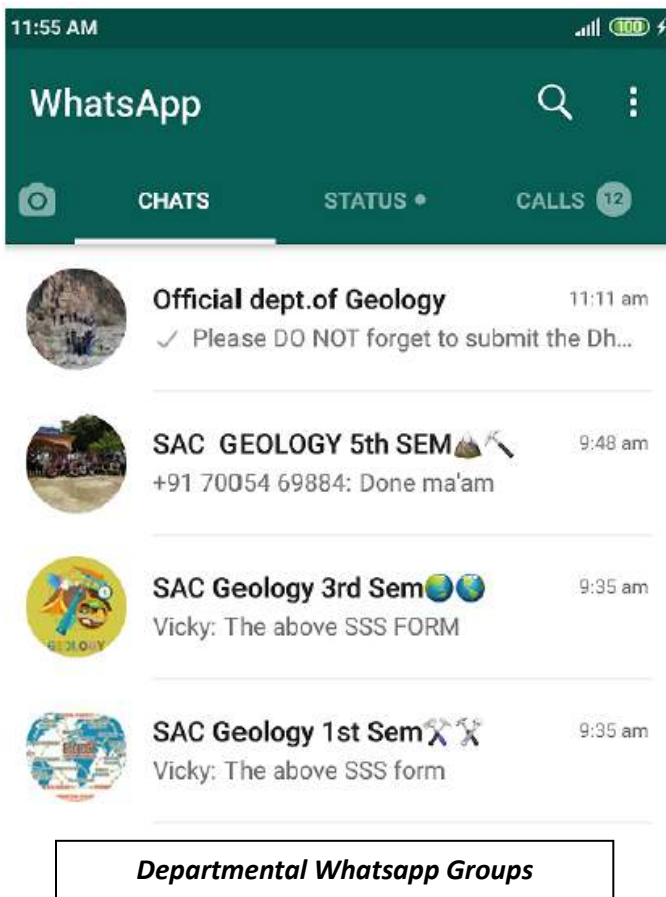 11:55 AM 100
WhatsApp
CHATS STATUS CALLS 12
Official dept.of Geology 11:11 am
✓ Please DO NOT forget to submit the Dh...
SAC GEOLOGY 5th SEM🌋⛏ 9:48 am
+91 70054 69884: Done ma'am
SAC Geology 3rd Sem🌏🌎 9:35 am
Vicky: The above SSS FORM
GEOLOGY
SAC Geology 1st Sem⚒🛠 9:35 am
Vicky: The above SSS form
Departmental Whatsapp Groups